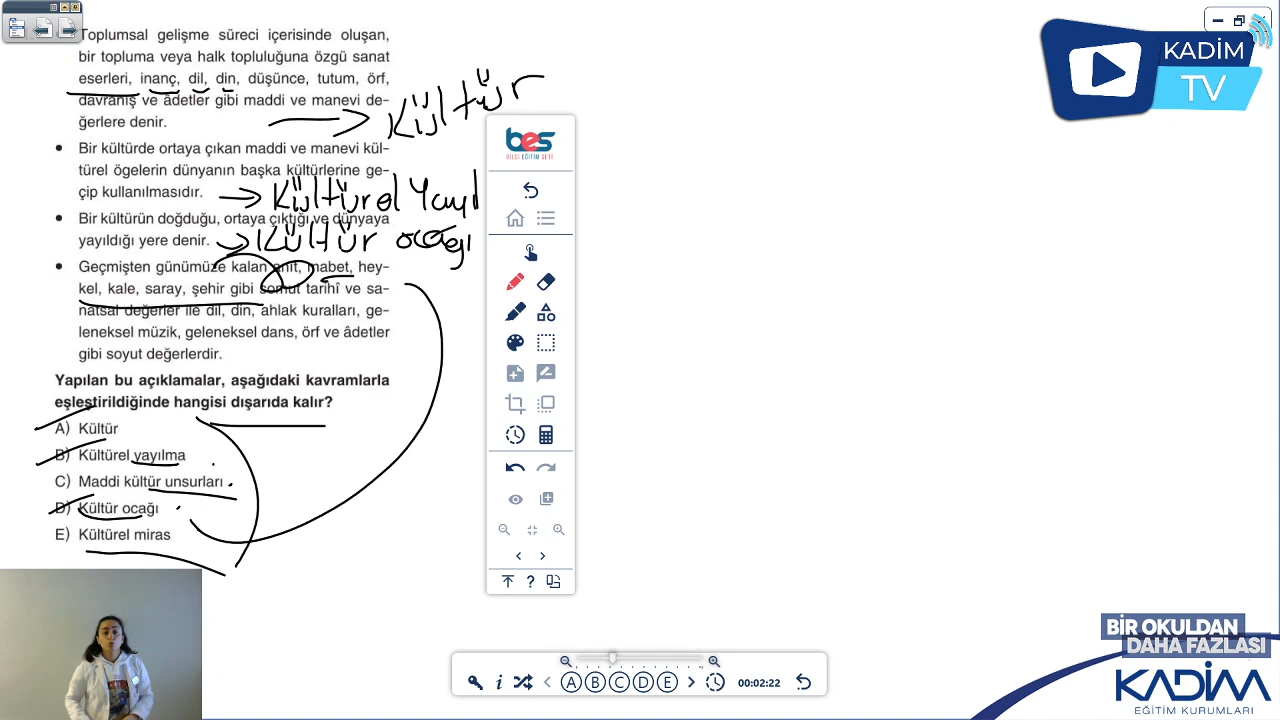 Toplumsal gelişme süreci içerisinde oluşan,
bir topluma veya halk topluluğuna özgü sanat
eserleri, inanç, dil, din, düşünce, tutum, örf,
davranış ve âdetler gibi maddi ve manevi de-
ğerlere denir.
Kültür
• Bir kültürde ortaya çıkan maddi ve manevi kül-
türel ögelerin dünyanın başka kültürlerine ge-
çip kullanılmasıdır.
Kültürel Yayıl
• Bir kültürün doğduğu, ortaya çıktığı ve dünyaya
yayıldığı yere denir.
Kültür ocağı
• Geçmişten günümüze kalan anıt, mabet, hey-
kel, kale, saray, şehir gibi somut tarihî ve sa-
natsal değerler ile dil, din, ahlak kuralları, ge-
leneksel müzik, geleneksel dans, örf ve âdetler
gibi soyut değerlerdir.
Yapılan bu açıklamalar, aşağıdaki kavramlarla
eşleştirildiğinde hangisi dışarıda kalır?
A) Kültür
B) Kültürel yayılma
C) Maddi kültür unsurları
D) Kültür ocağı
E) Kültürel miras
bes
BİLGİ EĞİTİM SETİ
?
i
A B C D E
00:02:22
KADİM
TV
BİR OKULDAN
DAHA FAZLASI
KADİM
EĞİTİM KURUMLARI